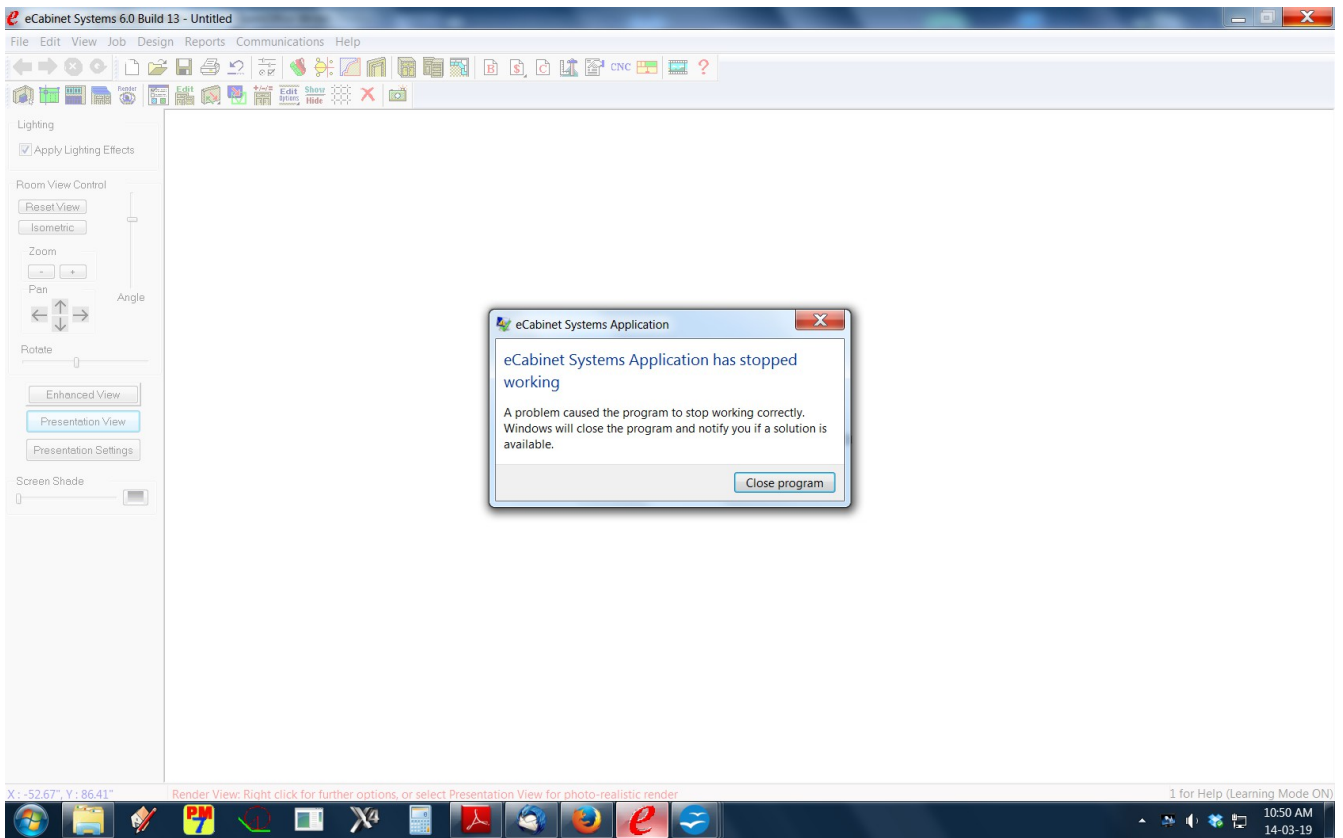 eCabinet Systems 6.0 Build 13 - Untitled
File Edit View Job Design Reports Communications Help
B S C CNC ?
Render Edit +/-/= Edit Options Show Hide
Lighting
Apply Lighting Effects
Room View Control
Reset View
Isometric
Zoom
- +
Pan
Angle
Rotate
Enhanced View
Presentation View
Presentation Settings
Screen Shade
eCabinet Systems Application
eCabinet Systems Application has stopped
working
A problem caused the program to stop working correctly.
Windows will close the program and notify you if a solution is
available.
Close program
X : -52.67", Y : 86.41" Render View: Right click for further options, or select Presentation View for photo-realistic render 1 for Help (Learning Mode ON)
PM
7
X4
e
10:50 AM
14-03-19